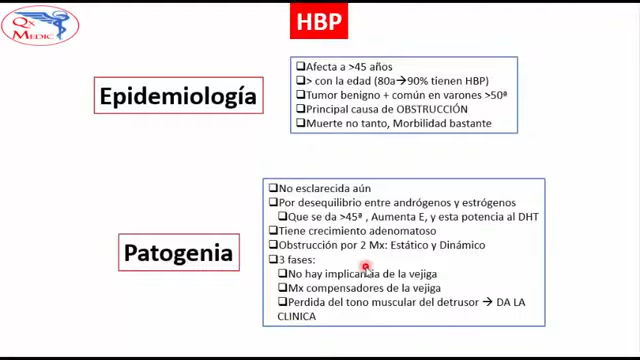 Qx
MEDIC
HBP
Epidemiología
Afecta a >45 años
> con la edad (80a→90% tienen HBP)
Tumor benigno + común en varones >50ª
Principal causa de OBSTRUCCIÓN
Muerte no tanto, Morbilidad bastante
Patogenia
No esclarecida aún
Por desequilibrio entre andrógenos y estrógenos
Que se da >45ª , Aumenta E, y esta potencia al DHT
Tiene crecimiento adenomatoso
Obstrucción por 2 Mx: Estático y Dinámico
3 fases:
No hay implicancia de la vejiga
Mx compensadores de la vejiga
Perdida del tono muscular del detrusor → DA LA
CLINICA